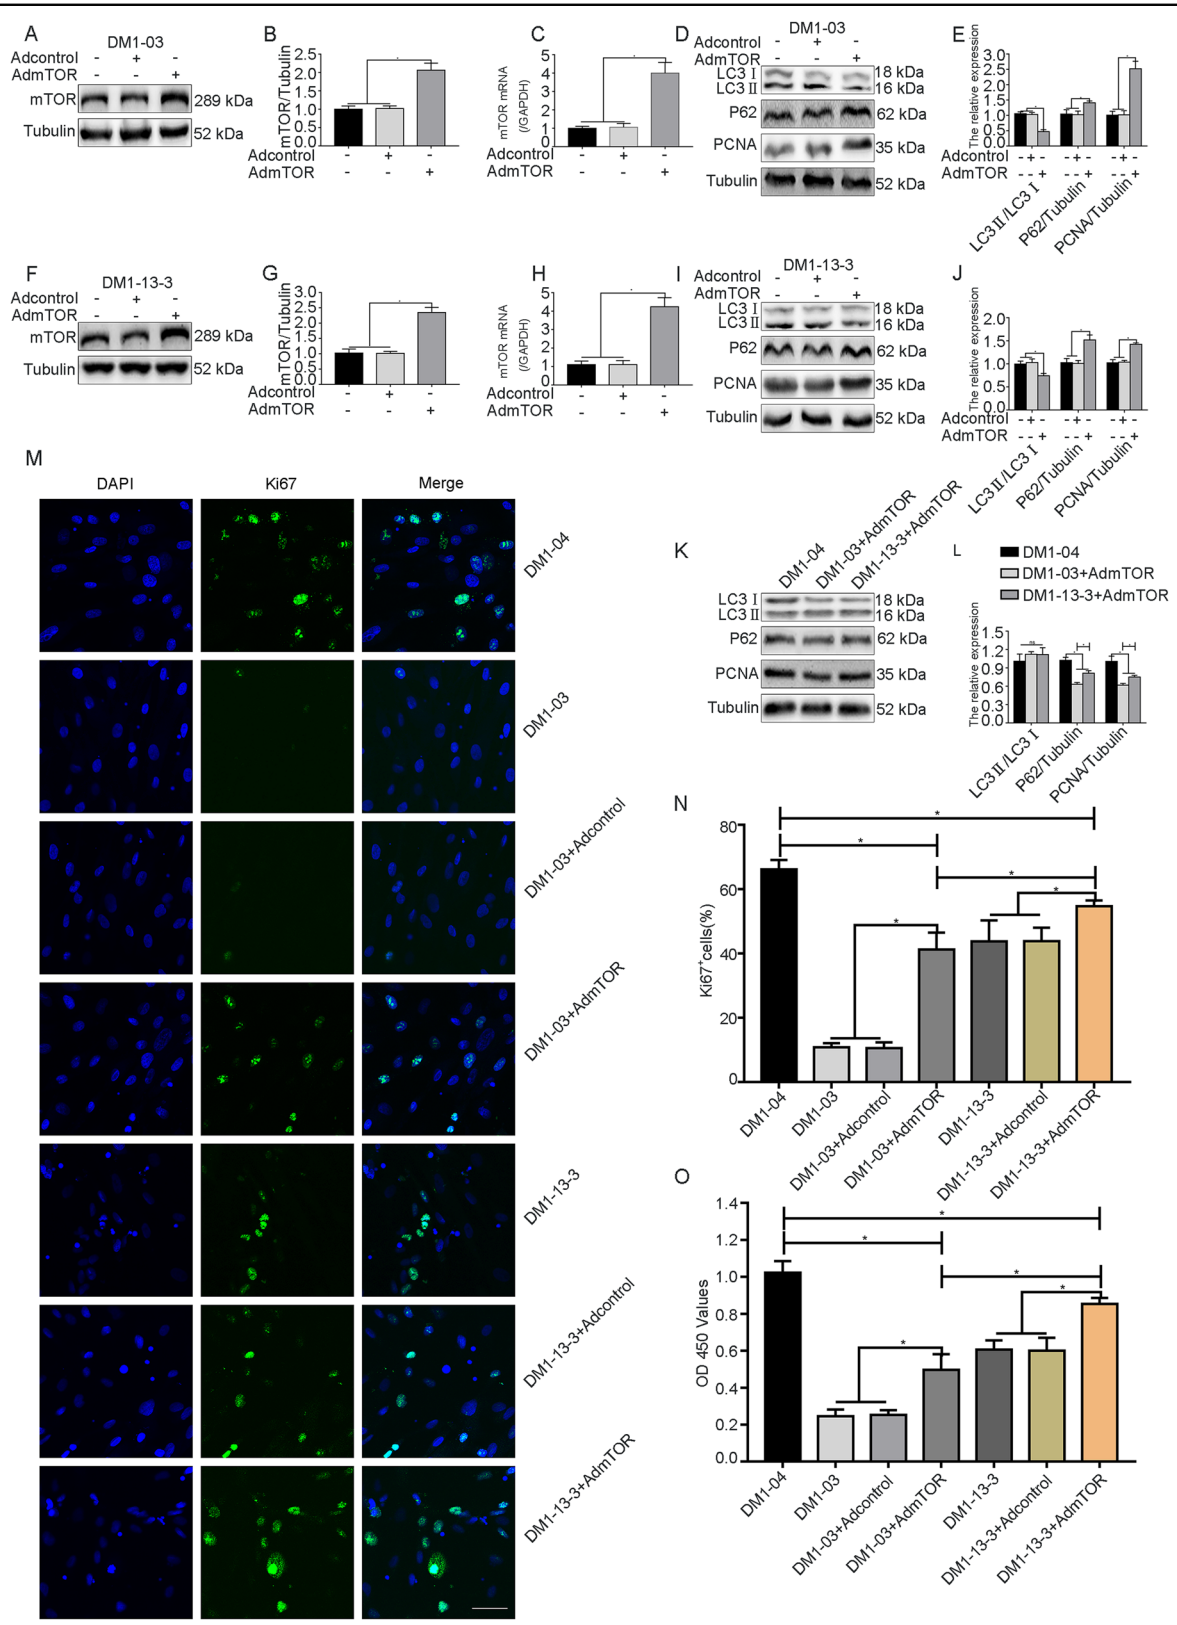 A
DM1-03
Adcontrol - + -
AdmTOR - - +
mTOR 289 kDa
Tubulin 52 kDa
B
mTOR/Tubulin
2.5
2.0
1.5
1.0
0.5
0.0
Adcontrol - + -
AdmTOR - - +
C
mTOR mRNA
(/GAPDH)
5
4
3
2
1
0
Adcontrol - + -
AdmTOR - - +
D
DM1-03
Adcontrol - + -
AdmTOR - - +
LC3 I 18 kDa
LC3 II 16 kDa
P62 62 kDa
PCNA 35 kDa
Tubulin 52 kDa
E
The relative expression
3.0
2.5
2.0
1.5
1.0
0.5
0.0
Adcontrol - + - - + - - + -
AdmTOR - - + - - + - - +
LC3 II/LC3 I
P62/Tubulin
PCNA/Tubulin
F
DM1-13-3
Adcontrol - + -
AdmTOR - - +
mTOR 289 kDa
Tubulin 52 kDa
G
mTOR/Tubulin
3.0
2.5
2.0
1.5
1.0
0.5
0.0
Adcontrol - + -
AdmTOR - - +
H
mTOR mRNA
(/GAPDH)
5
4
3
2
1
0
Adcontrol - + -
AdmTOR - - +
I
DM1-13-3
Adcontrol - + -
AdmTOR - - +
LC3 I 18 kDa
LC3 II 16 kDa
P62 62 kDa
PCNA 35 kDa
Tubulin 52 kDa
J
The relative expression
2.0
1.5
1.0
0.5
0.0
Adcontrol - + - - + - - + -
AdmTOR - - + - - + - - +
LC3 II/LC3 I
P62/Tubulin
PCNA/Tubulin
M
DAPI Ki67 Merge
DM1-04
DM1-03
DM1-03+Adcontrol
DM1-03+AdmTOR
DM1-13-3
DM1-13-3+Adcontrol
DM1-13-3+AdmTOR
K
DM1-04
DM1-03+AdmTOR
DM1-13-3+AdmTOR
LC3 I 18 kDa
LC3 II 16 kDa
P62 62 kDa
PCNA 35 kDa
Tubulin 52 kDa
L
DM1-04
DM1-03+AdmTOR
DM1-13-3+AdmTOR
The relative expression
1.5
1.2
0.9
0.6
0.3
0.0
ns
LC3 II/LC3 I
P62/Tubulin
PCNA/Tubulin
N
Ki67+cells(%)
80
60
40
20
0
*
*
*
*
*
DM1-04
DM1-03
DM1-03+Adcontrol
DM1-03+AdmTOR
DM1-13-3
DM1-13-3+Adcontrol
DM1-13-3+AdmTOR
O
OD 450 Values
1.4
1.2
1.0
0.8
0.6
0.4
0.2
0.0
*
*
*
*
*
DM1-04
DM1-03
DM1-03+Adcontrol
DM1-03+AdmTOR
DM1-13-3
DM1-13-3+Adcontrol
DM1-13-3+AdmTOR